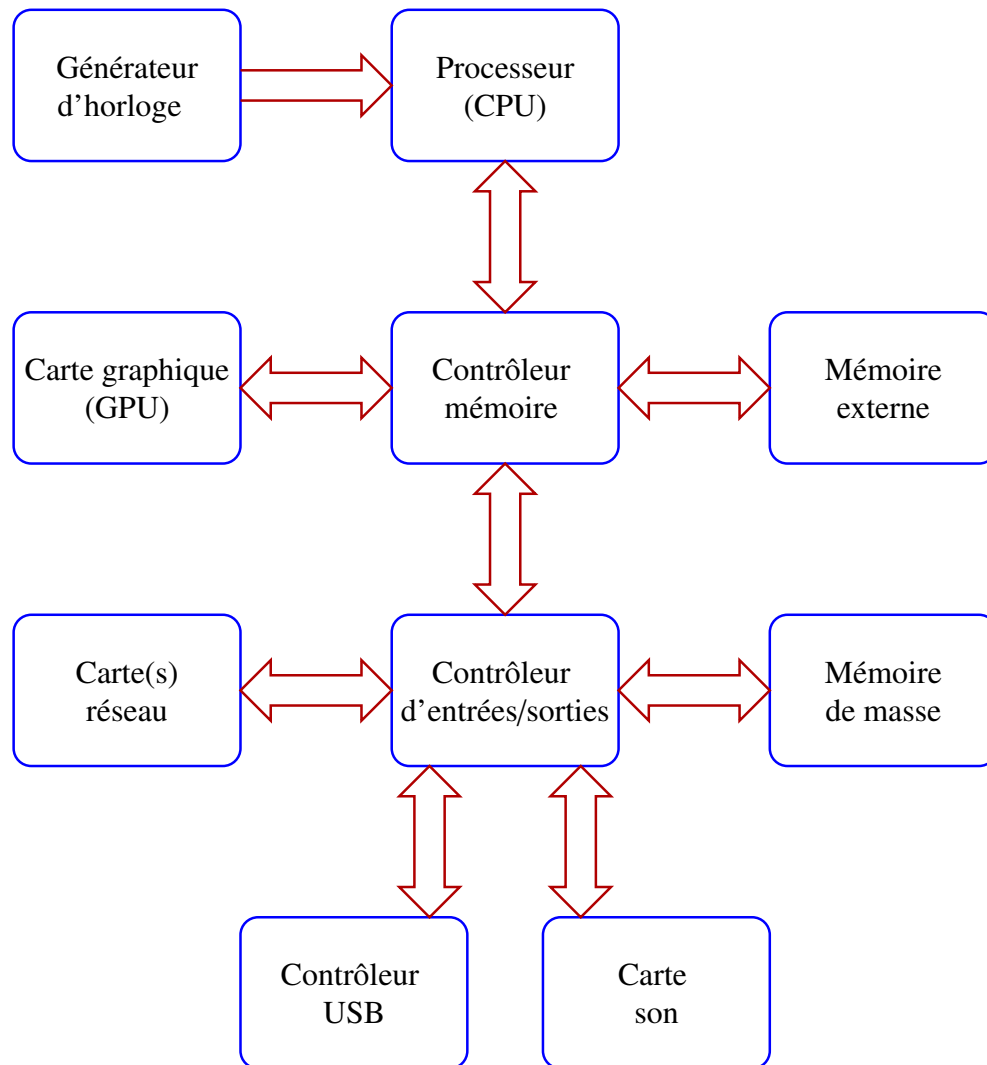 Générateur
d'horloge
Processeur
(CPU)
Carte graphique
(GPU)
Contrôleur
mémoire
Mémoire
externe
Carte(s)
réseau
Contrôleur
d'entrées/sorties
Mémoire
de masse
Contrôleur
USB
Carte
son